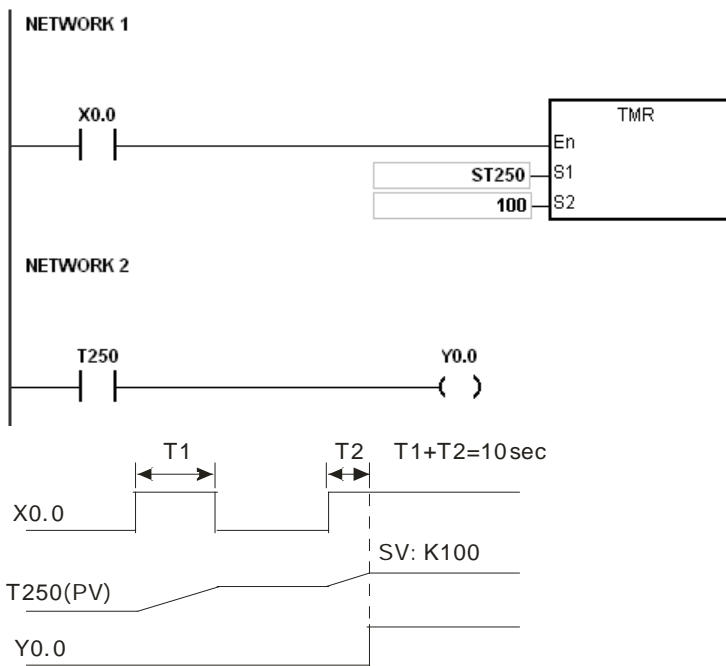 NETWORK 1
X0.0
TMR
En
ST250 S1
100 S2
NETWORK 2
T250 Y0.0
T1 T2 T1+T2=10sec
X0.0
SV: K100
T250(PV)
Y0.0